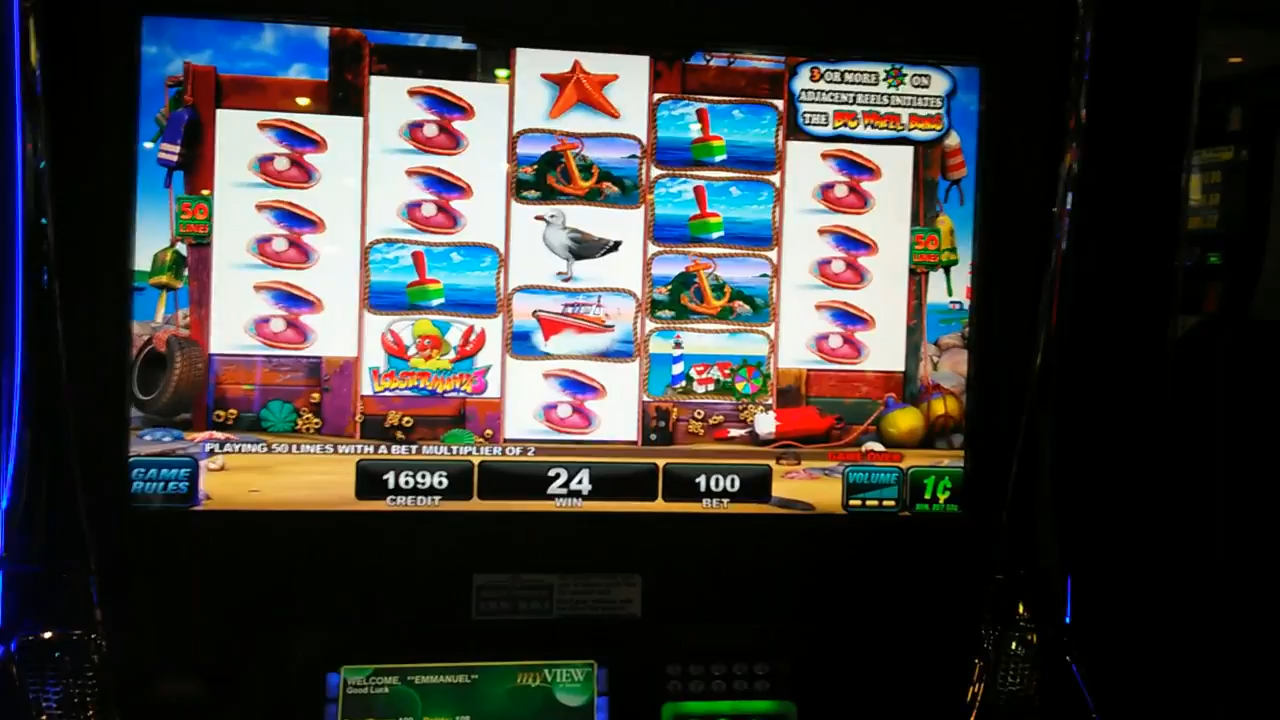 3 OR MORE ON
ADJACENT REELS INITIATES
THE BIG WHEEL BONUS
50
LINES
50
LINES
LOBSTERMANIA 3
PLAYING 50 LINES WITH A BET MULTIPLIER OF 2
GAME OVER
GAME
RULES
1696
CREDIT
24
WIN
100
BET
VOLUME
1¢
WELCOME, "EMMANUEL"
Good Luck
myVIEW